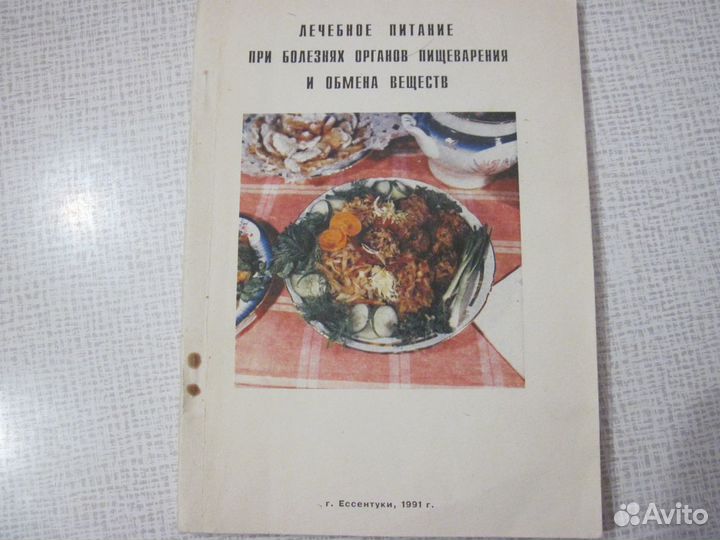 ЛЕЧЕБНОЕ ПИТАНИЕ
ПРИ БОЛЕЗНЯХ ОРГАНОВ ПИЩЕВАРЕНИЯ
И ОБМЕНА ВЕЩЕСТВ
г. Ессентуки, 1991 г.
Avito